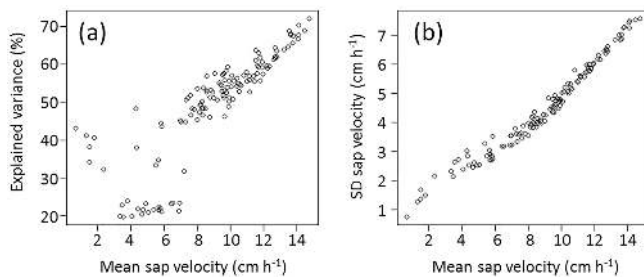 (a)
Explained variance (%)
70
60
50
40
30
20
2 4 6 8 10 12 14
Mean sap velocity (cm h⁻¹)
(b)
SD sap velocity (cm h⁻¹)
7
6
5
4
3
2
1
2 4 6 8 10 12 14
Mean sap velocity (cm h⁻¹)